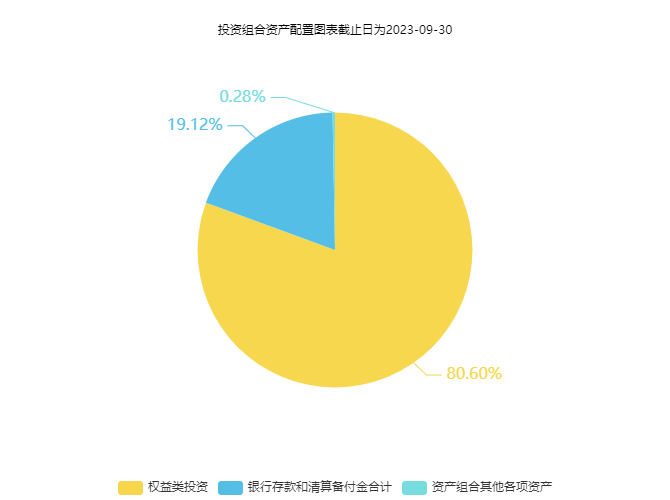 投资组合资产配置图表截止日为2023-09-30
0.28%
19.12%
80.60%
权益类投资 银行存款和清算备付金合计 资产组合其他各项资产